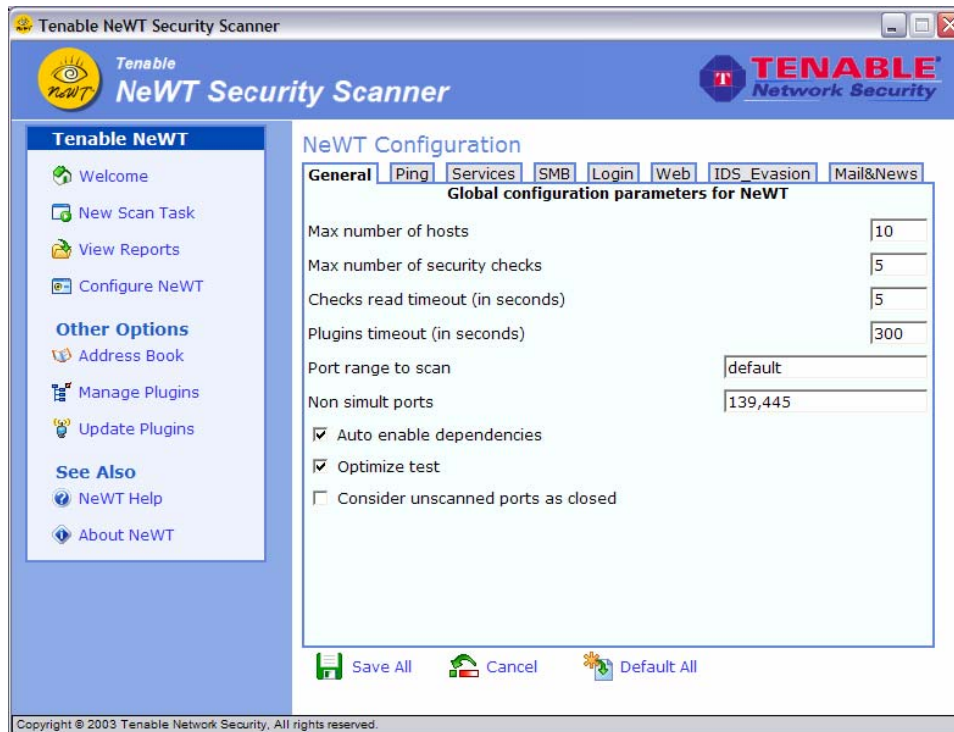 Tenable NeWT Security Scanner
NeWT
Tenable
NeWT Security Scanner
T
TENABLE
Network Security
Tenable NeWT
Welcome
New Scan Task
View Reports
Configure NeWT
Other Options
Address Book
Manage Plugins
Update Plugins
See Also
NeWT Help
About NeWT
NeWT Configuration
General Ping Services SMB Login Web IDS_Evasion Mail&News
Global configuration parameters for NeWT
Max number of hosts 10
Max number of security checks 5
Checks read timeout (in seconds) 5
Plugins timeout (in seconds) 300
Port range to scan default
Non simult ports 139,445
Auto enable dependencies
Optimize test
Consider unscanned ports as closed
Save All Cancel Default All
Copyright © 2003 Tenable Network Security, All rights reserved.